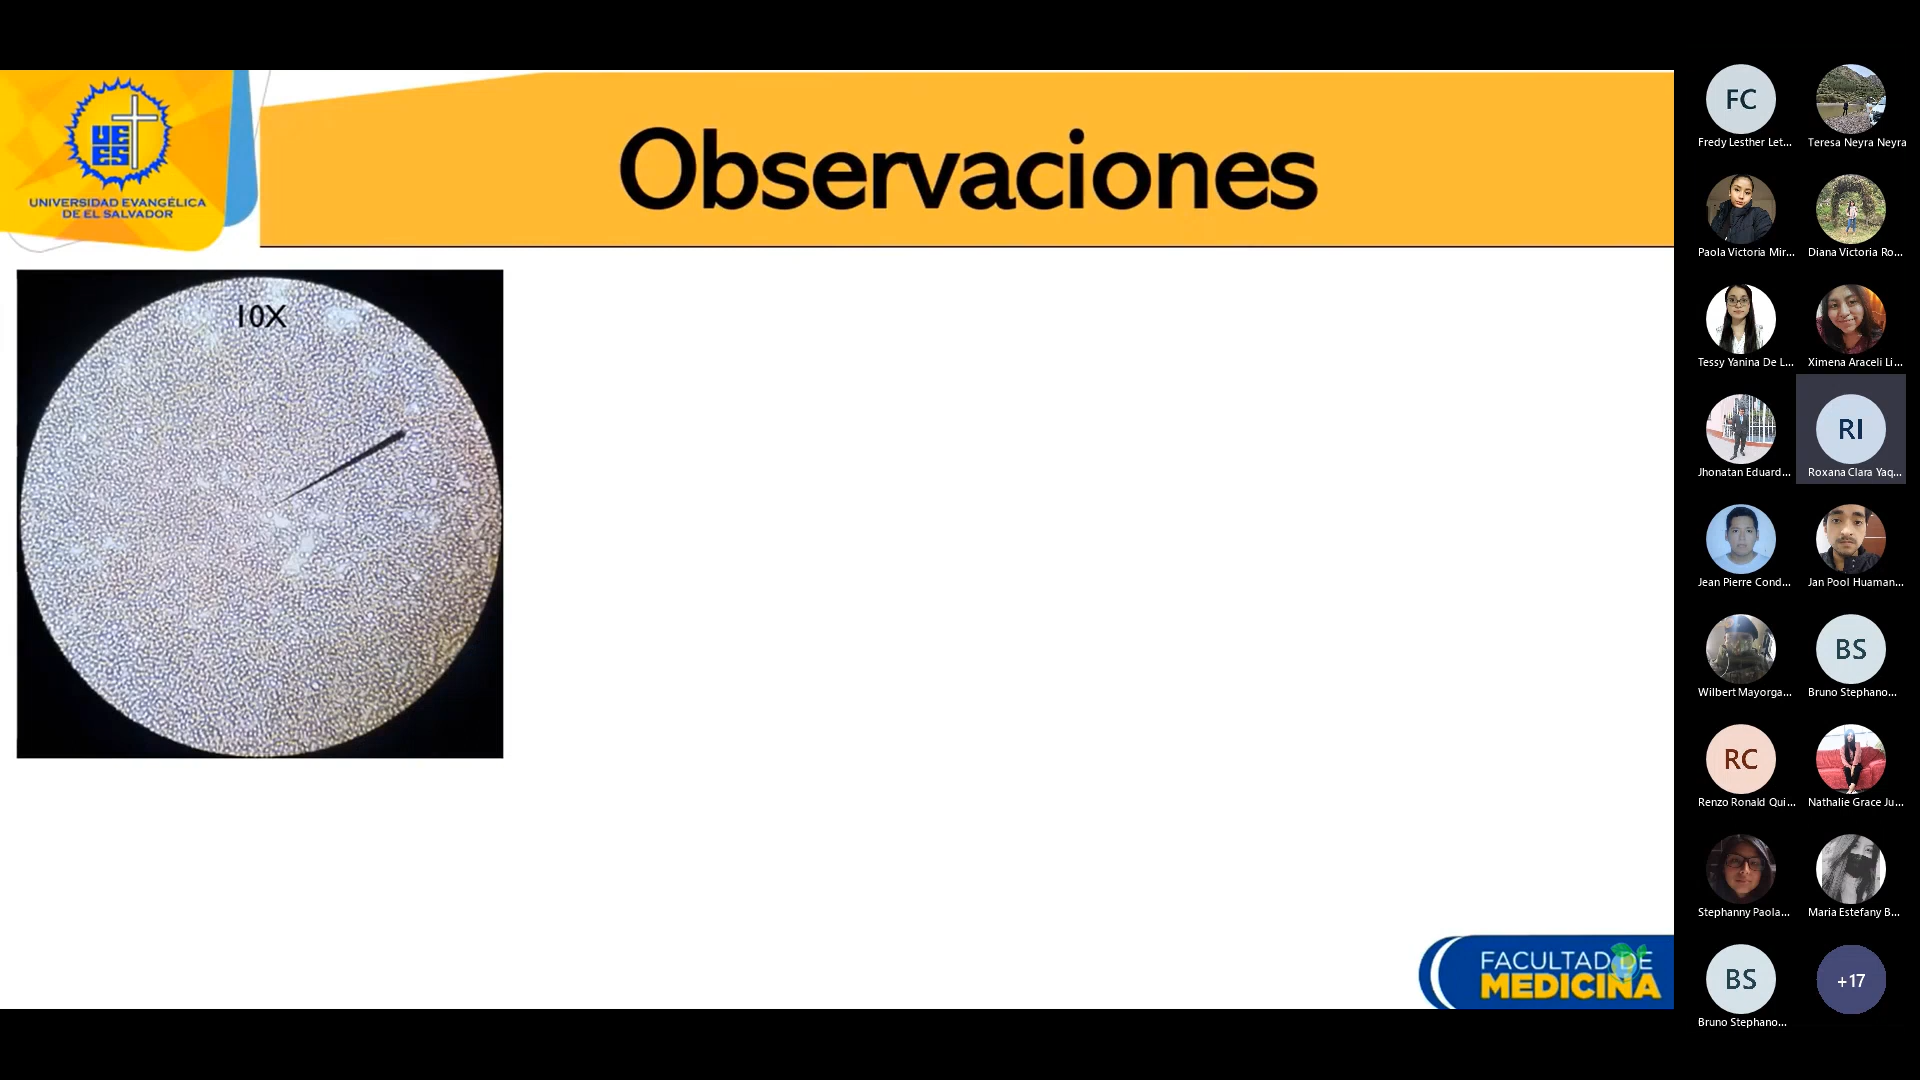 UE
ES
UNIVERSIDAD EVANGÉLICA
DE EL SALVADOR
Observaciones
10X
FACULTAD DE
MEDICINA
FC
Fredy Lesther Let...
Teresa Neyra Neyra
Paola Victoria Mir...
Diana Victoria Ro...
Tessy Yanina De L...
Ximena Araceli Li...
Jhonatan Eduard...
RI
Roxana Clara Yaq...
Jean Pierre Cond...
Jan Pool Huaman...
Wilbert Mayorga...
BS
Bruno Stephano...
RC
Renzo Ronald Qui...
Nathalie Grace Ju...
Stephanny Paola...
Maria Estefany B...
BS
Bruno Stephano...
+17